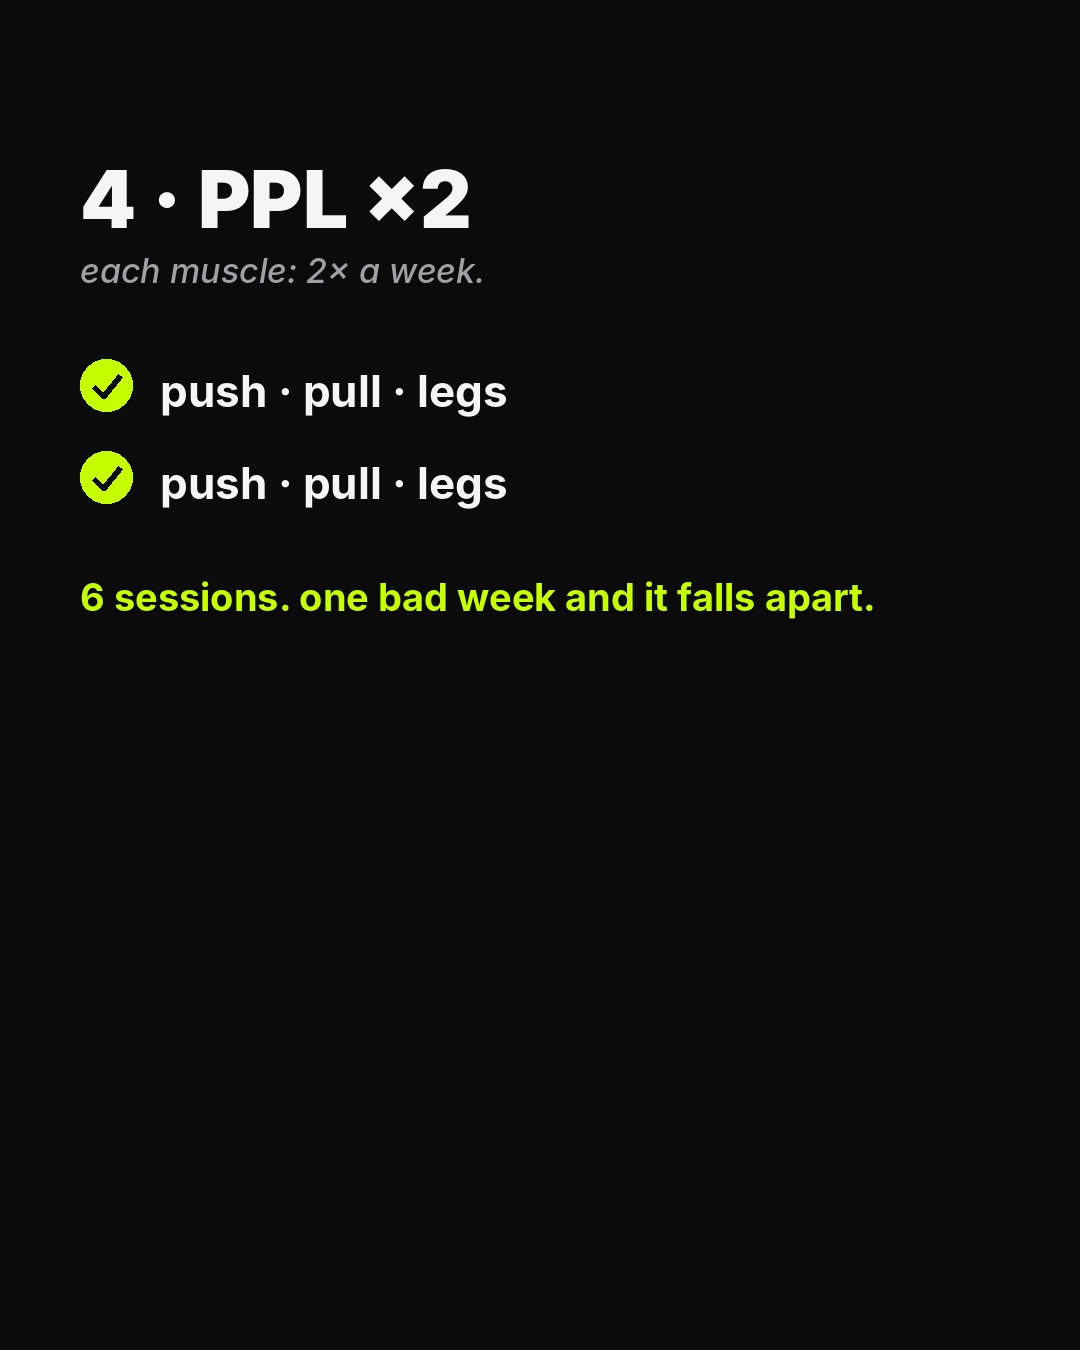 4 · PPL ×2
each muscle: 2× a week.
push · pull · legs
push · pull · legs
6 sessions. one bad week and it falls apart.